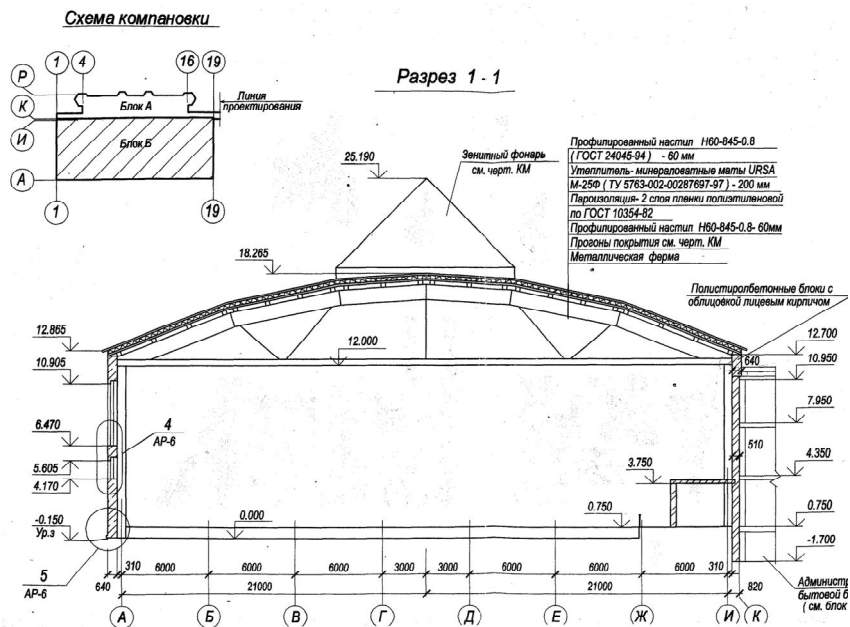 Схема компановки
1
4
16
19
Р
К
И
А
Блок А
Блок Б
Линия
проектирования
1
19
Разрез 1 - 1
25.190
Зенитный фонарь
см. черт. КМ
Профилированный настил Н60-845-0.8
( ГОСТ 24045-94 ) - 60 мм
Утеплитель- минераловатные маты URSA
М-25Ф ( ТУ 5763-002-00287697-97 ) - 200 мм
Пароизоляция- 2 слоя пленки полиэтиленовой
по ГОСТ 10354-82
Профилированный настил Н60-845-0.8- 60мм
Прогоны покрытия см. черт. КМ
Металлическая ферма
18.265
Полистиролбетонные блоки с
облицовкой лицевым кирпичом
12.865
12.700
12.000
640
10.905
10.950
6.470
4
АР-6
7.950
5.605
510
4.170
3.750
4.350
-0.150
Ур.з
0.000
0.750
0.750
-1.700
5
АР-6
640
310
6000
6000
6000
3000
3000
6000
6000
6000
310
820
21000
21000
Администр
бытовой б
( см. блок
А
Б
В
Г
Д
Е
Ж
И
К